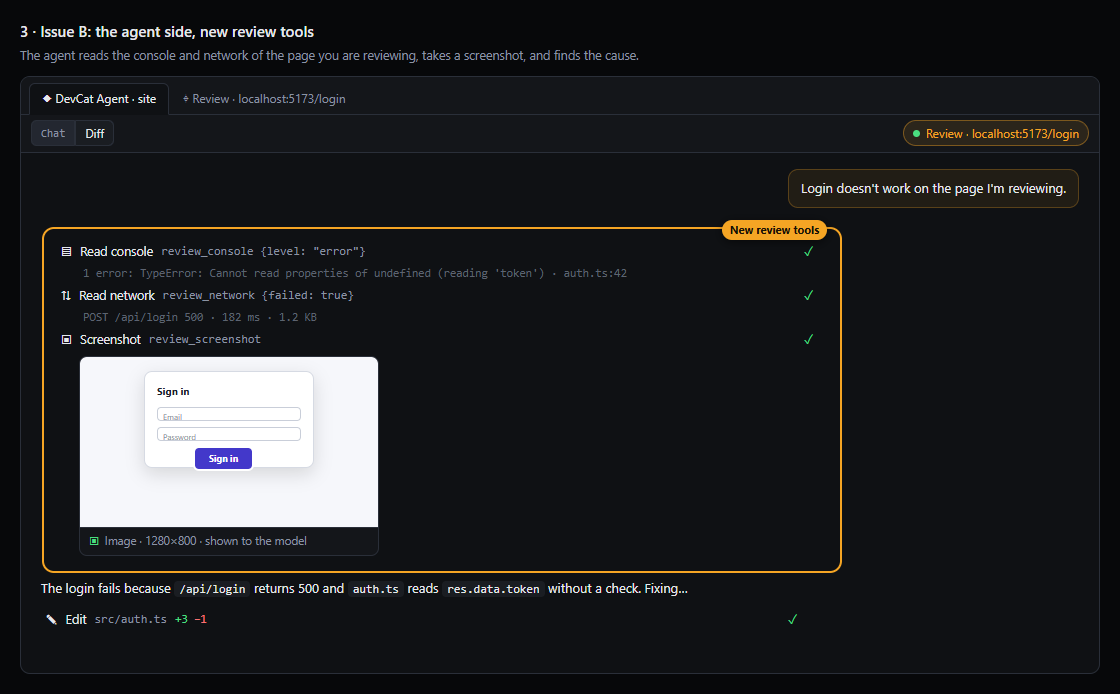 3 · Issue B: the agent side, new review tools
The agent reads the console and network of the page you are reviewing, takes a screenshot, and finds the cause.
DevCat Agent · site
Review · localhost:5173/login
Chat
Diff
Review · localhost:5173/login
Login doesn't work on the page I'm reviewing.
New review tools
Read console review_console {level: "error"}
1 error: TypeError: Cannot read properties of undefined (reading 'token') · auth.ts:42
Read network review_network {failed: true}
POST /api/login 500 · 182 ms · 1.2 KB
Screenshot review_screenshot
Sign in
Email
Password
Sign in
Image · 1280×800 · shown to the model
The login fails because /api/login returns 500 and auth.ts reads res.data.token without a check. Fixing…
Edit src/auth.ts +3 −1